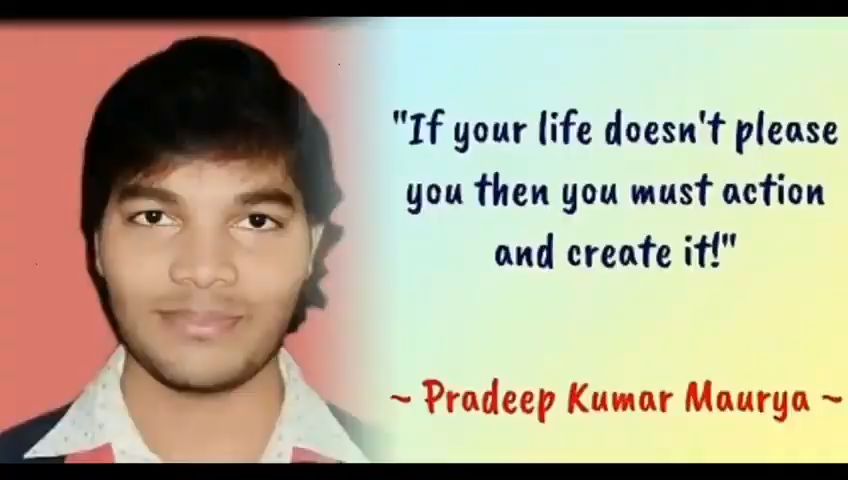 "If your life doesn't please
you then you must action
and create it!"
~ Pradeep Kumar Maurya ~